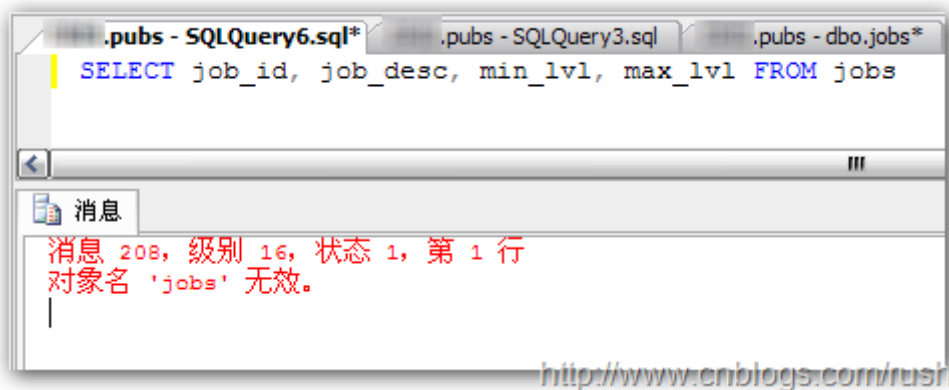 .pubs - SQLQuery6.sql*
.pubs - SQLQuery3.sql
.pubs - dbo.jobs*
SELECT job_id, job_desc, min_lvl, max_lvl FROM jobs
消息
消息 208，级别 16，状态 1，第 1 行
对象名 'jobs' 无效。
http://www.cnblogs.com/rush